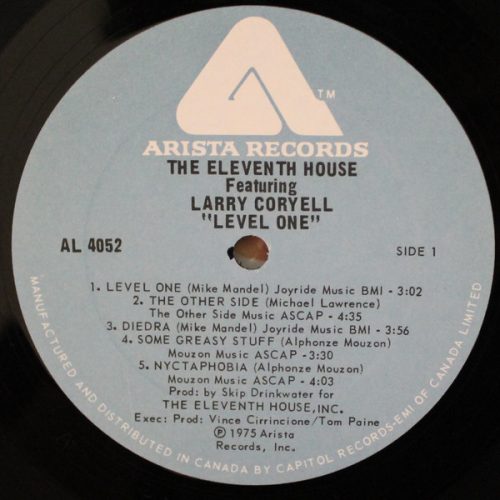 TM
ARISTA RECORDS
THE ELEVENTH HOUSE
Featuring
LARRY CORYELL
"LEVEL ONE"
AL 4052
SIDE 1
1. LEVEL ONE (Mike Mandel) Joyride Music BMI - 3:02
2. THE OTHER SIDE (Michael Lawrence)
The Other Side Music ASCAP - 4:35
3. DIEDRA (Mike Mandel) Joyride Music BMI - 3:56
4. SOME GREASY STUFF (Alphonze Mouzon)
Mouzon Music ASCAP - 3:30
5. NYCTAPHOBIA (Alphonze Mouzon)
Mouzon Music ASCAP - 4:03
Prod: by Skip Drinkwater for
THE ELEVENTH HOUSE, INC.
Exec: Prod: Vince Cirrincione/Tom Paine
℗ 1975 Arista
Records, Inc.
MANUFACTURED AND DISTRIBUTED IN CANADA BY CAPITOL RECORDS-EMI OF CANADA LIMITED